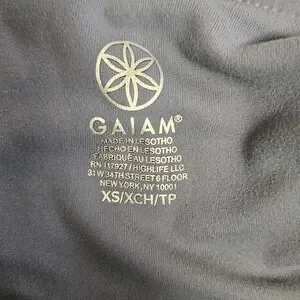 GAIAM®
MADE IN LESOTHO
HECHO EN LESOTHO
FABRIQUÉ AU LESOTHO
RN 117927 / HIGHLIFE LLC
31 W 34TH STREET 6 FLOOR
NEW YORK, NY 10001
XS/XCH/TP